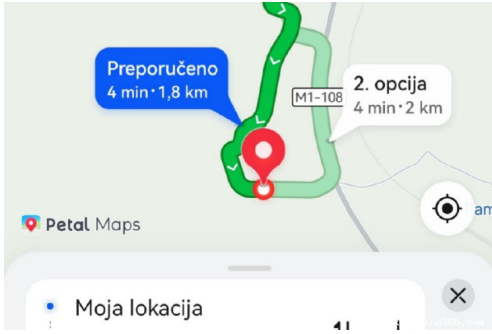 Preporučeno
4 min·1,8 km
2. opcija
4 min·2 km
M1-108
Petal Maps
Moja lokacija